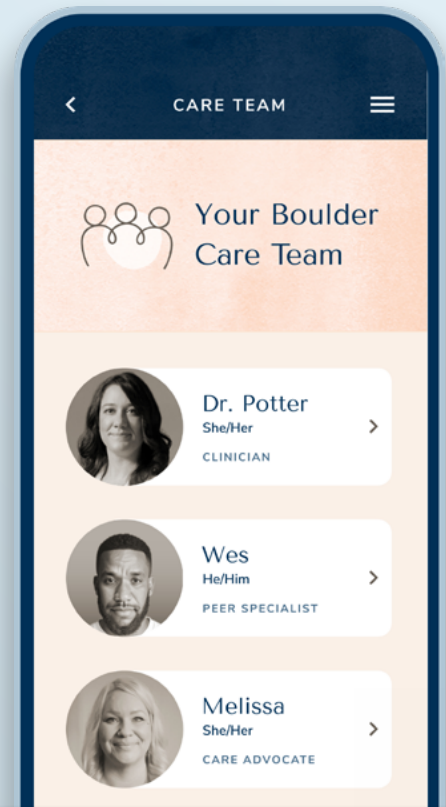 CARE TEAM
Your Boulder
Care Team
Dr. Potter
She/Her
CLINICIAN
Wes
He/Him
PEER SPECIALIST
Melissa
She/Her
CARE ADVOCATE